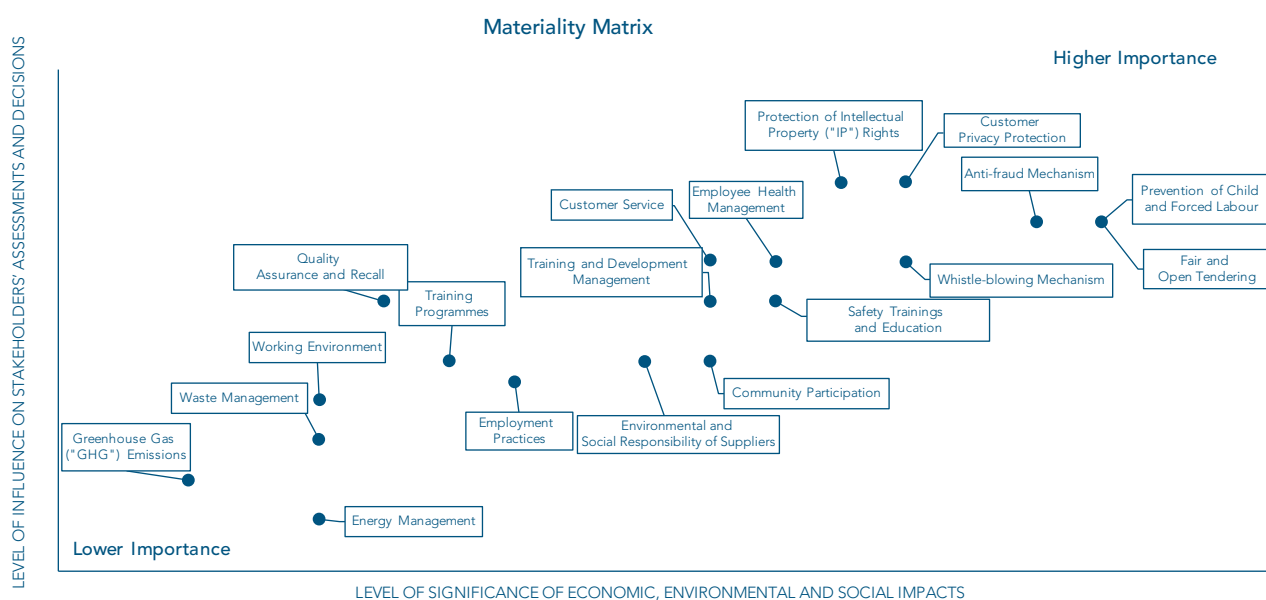 Materiality Matrix
Higher Importance
LEVEL OF INFLUENCE ON STAKEHOLDERS' ASSESSMENTS AND DECISIONS
Protection of Intellectual
Property ("IP") Rights
Customer
Privacy Protection
Anti-fraud Mechanism
Prevention of Child
and Forced Labour
Employee Health
Management
Customer Service
Quality
Assurance and Recall
Training and Development
Management
Fair and
Open Tendering
Whistle-blowing Mechanism
Training
Programmes
Safety Trainings
and Education
Working Environment
Waste Management
Community Participation
Employment
Practices
Environmental and
Social Responsibility of Suppliers
Greenhouse Gas
("GHG") Emissions
Energy Management
Lower Importance
LEVEL OF SIGNIFICANCE OF ECONOMIC, ENVIRONMENTAL AND SOCIAL IMPACTS